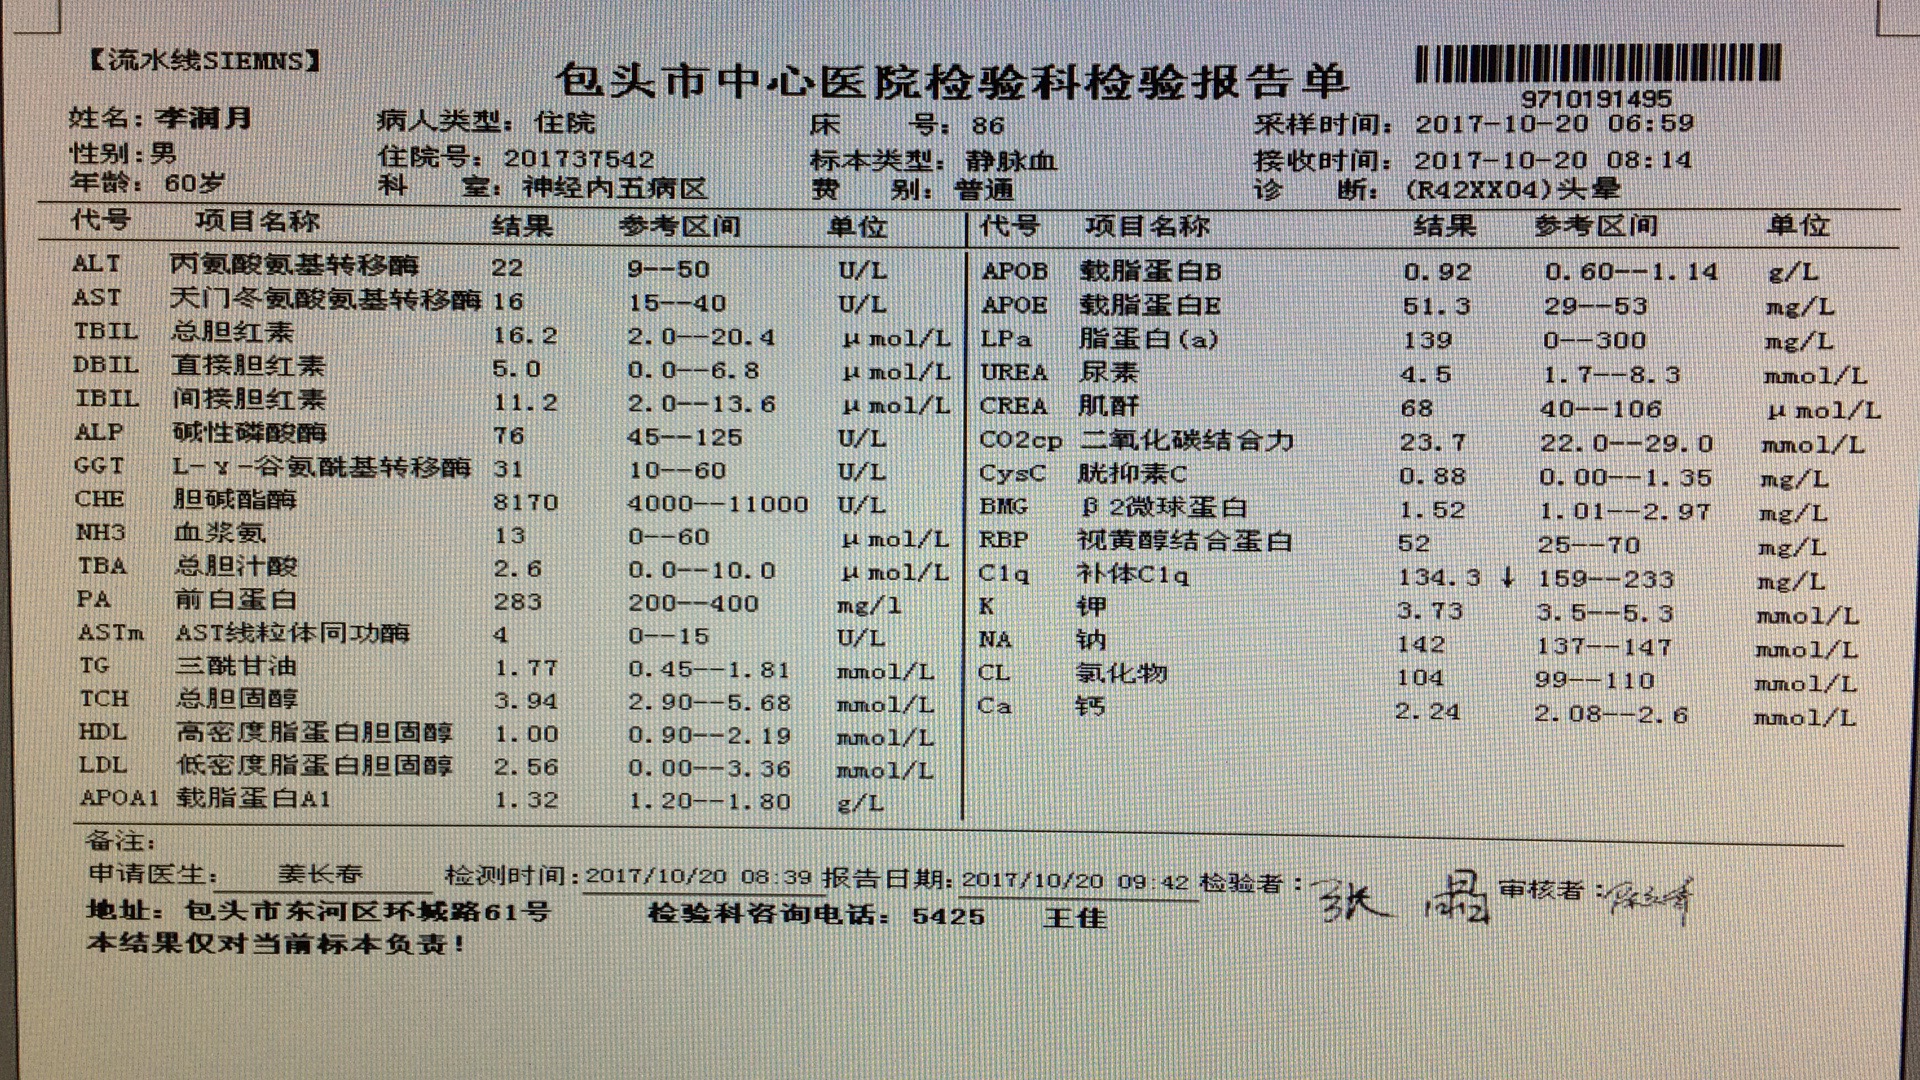 【流水线SIEMNS】
包头市中心医院检验科检验报告单
9710191495
姓名：李润月 病人类型：住院 床 号：86 采样时间：2017-10-20 06:59
性别：男 住院号：201737542 标本类型：静脉血 接收时间：2017-10-20 08:14
年龄：60岁 科 室：神经内五病区 费 别：普通 诊 断：(R42XX04)头晕
代号 项目名称 结果 参考区间 单位 代号 项目名称 结果 参考区间 单位
ALT 丙氨酸氨基转移酶 22 9--50 U/L APOB 载脂蛋白B 0.92 0.60--1.14 g/L
AST 天门冬氨酸氨基转移酶 16 15--40 U/L APOE 载脂蛋白E 51.3 29--53 mg/L
TBIL 总胆红素 16.2 2.0--20.4 μmol/L LPa 脂蛋白(a) 139 0--300 mg/L
DBIL 直接胆红素 5.0 0.0--6.8 μmol/L UREA 尿素 4.5 1.7--8.3 mmol/L
IBIL 间接胆红素 11.2 2.0--13.6 μmol/L CREA 肌酐 68 40--106 μmol/L
ALP 碱性磷酸酶 76 45--125 U/L CO2cp 二氧化碳结合力 23.7 22.0--29.0 mmol/L
GGT L-γ-谷氨酰基转移酶 31 10--60 U/L CysC 胱抑素C 0.88 0.00--1.35 mg/L
CHE 胆碱酯酶 8170 4000--11000 U/L BMG β2微球蛋白 1.52 1.01--2.97 mg/L
NH3 血浆氨 13 0--60 μmol/L RBP 视黄醇结合蛋白 52 25--70 mg/L
TBA 总胆汁酸 2.6 0.0--10.0 μmol/L C1q 补体C1q 134.3 ↓ 159--233 mg/L
PA 前白蛋白 283 200--400 mg/l K 钾 3.73 3.5--5.3 mmol/L
ASTm AST线粒体同功酶 4 0--15 U/L NA 钠 142 137--147 mmol/L
TG 三酰甘油 1.77 0.45--1.81 mmol/L CL 氯化物 104 99--110 mmol/L
TCH 总胆固醇 3.94 2.90--5.68 mmol/L Ca 钙 2.24 2.08--2.6 mmol/L
HDL 高密度脂蛋白胆固醇 1.00 0.90--2.19 mmol/L
LDL 低密度脂蛋白胆固醇 2.56 0.00--3.36 mmol/L
APOA1 载脂蛋白A1 1.32 1.20--1.80 g/L
备注：
申请医生：姜长春 检测时间：2017/10/20 08:39 报告日期：2017/10/20 09:42 检验者：张晶 审核者：
地址：包头市东河区环城路61号 检验科咨询电话：5425 王佳
本结果仅对当前标本负责！